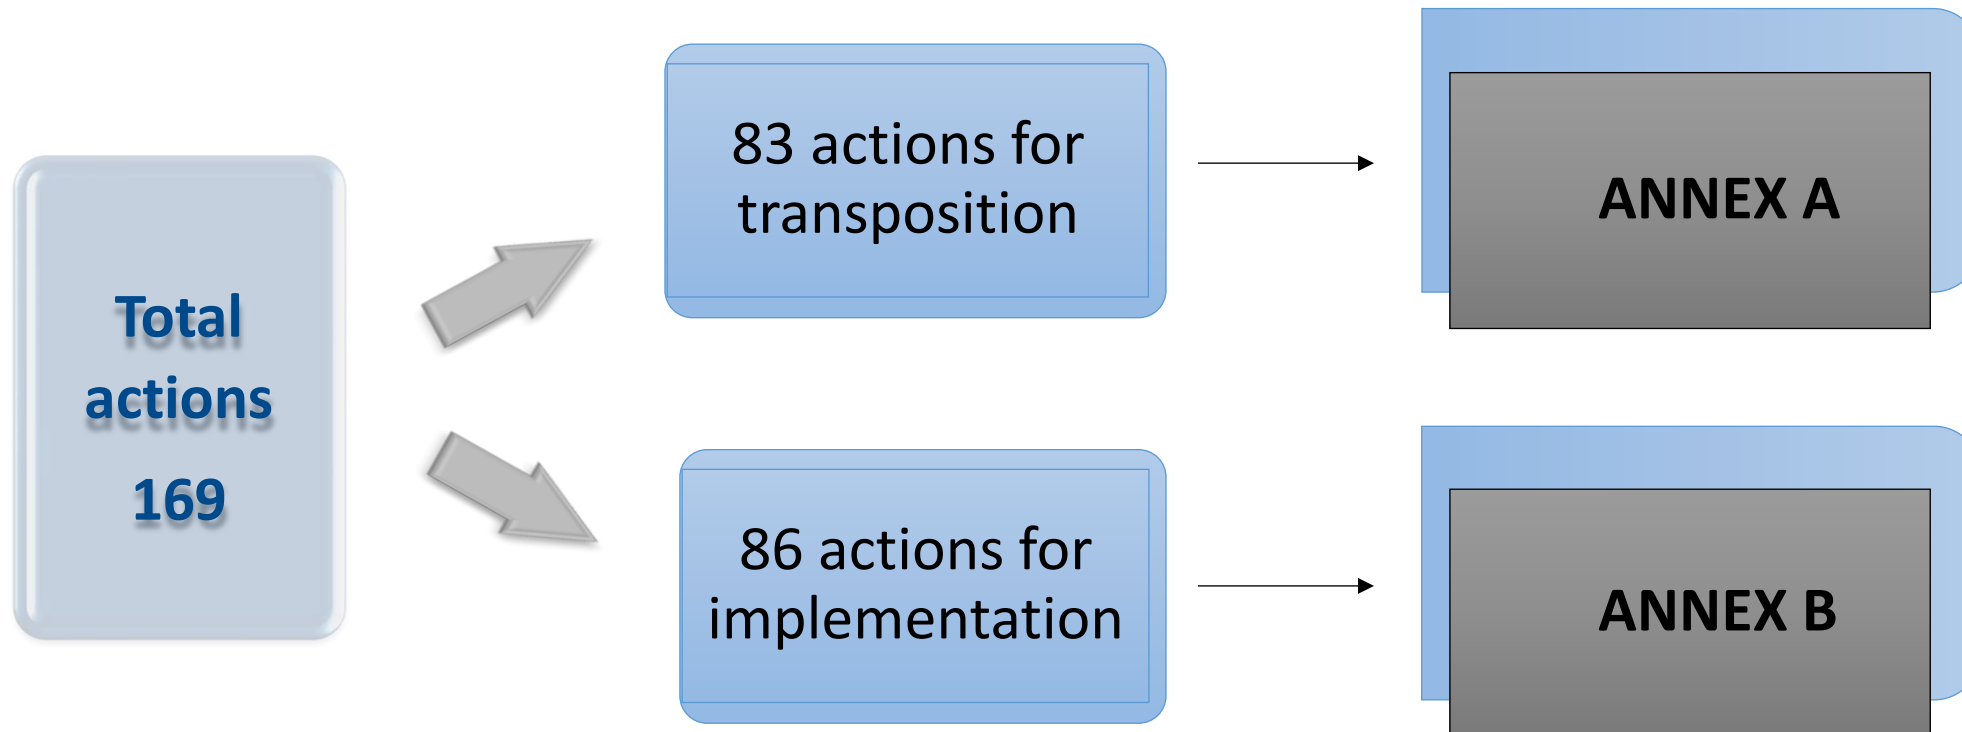 Total
actions
169
83 actions for
transposition
ANNEX A
86 actions for
implementation
ANNEX B